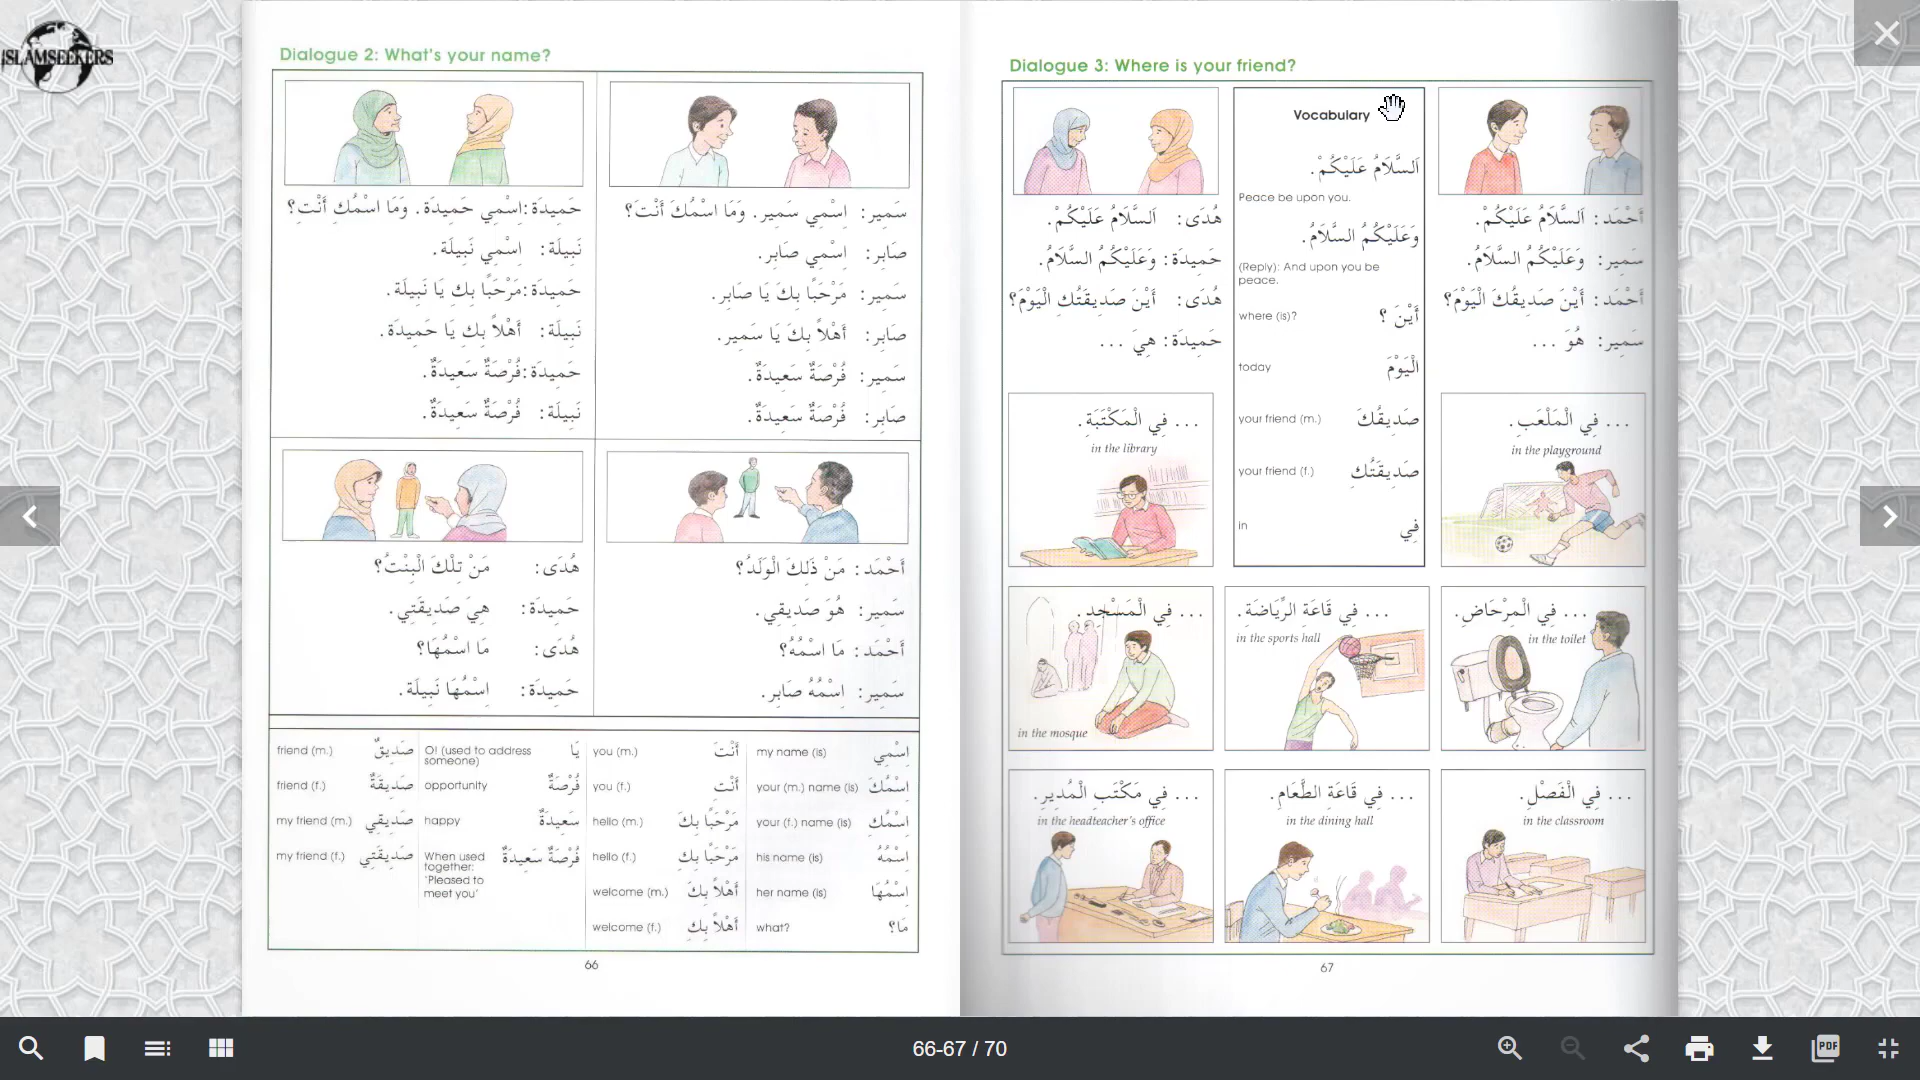 ISLAMSEEKERS
Dialogue 2: What's your name?
سَمِير: اِسْمِي سَمِير. وَمَا اسْمُكَ أَنْتَ؟
صَابِر: اِسْمِي صَابِر.
سَمِير: مَرْحَبًا بِكَ يَا صَابِر.
صَابِر: أَهْلاً بِكَ يَا سَمِير.
سَمِير: فُرْصَةٌ سَعِيدَةٌ.
صَابِر: فُرْصَةٌ سَعِيدَةٌ.
حَمِيدَة: اِسْمِي حَمِيدَة. وَمَا اسْمُكِ أَنْتِ؟
نَبِيلَة: اِسْمِي نَبِيلَة.
حَمِيدَة: مَرْحَبًا بِكِ يَا نَبِيلَة.
نَبِيلَة: أَهْلاً بِكِ يَا حَمِيدَة.
حَمِيدَة: فُرْصَةٌ سَعِيدَةٌ.
نَبِيلَة: فُرْصَةٌ سَعِيدَةٌ.
أَحْمَد: مَنْ ذَلِكَ الْوَلَدُ؟
سَمِير: هُوَ صَدِيقِي.
أَحْمَد: مَا اسْمُهُ؟
سَمِير: اِسْمُهُ صَابِر.
هُدَى: مَنْ تِلْكَ الْبِنْتُ؟
حَمِيدَة: هِيَ صَدِيقَتِي.
هُدَى: مَا اسْمُهَا؟
حَمِيدَة: اِسْمُهَا نَبِيلَة.
my name (is) اِسْمِي
your (m.) name (is) اِسْمُكَ
your (f.) name (is) اِسْمُكِ
his name (is) اِسْمُهُ
her name (is) اِسْمُهَا
what? مَا؟
you (m.) أَنْتَ
you (f.) أَنْتِ
hello (m.) مَرْحَبًا بِكَ
hello (f.) مَرْحَبًا بِكِ
welcome (m.) أَهْلاً بِكَ
welcome (f.) أَهْلاً بِكِ
O! (used to address يَا
someone)
opportunity فُرْصَةٌ
happy سَعِيدَةٌ
When used فُرْصَةٌ سَعِيدَةٌ
together:
'Pleased to
meet you'
friend (m.) صَدِيقٌ
friend (f.) صَدِيقَةٌ
my friend (m.) صَدِيقِي
my friend (f.) صَدِيقَتِي
66
Dialogue 3: Where is your friend?
أَحْمَد: اَلسَّلَامُ عَلَيْكُمْ.
سَمِير: وَعَلَيْكُمُ السَّلَامُ.
أَحْمَد: أَيْنَ صَدِيقُكَ الْيَوْمَ؟
سَمِير: هُوَ ...
Vocabulary
اَلسَّلَامُ عَلَيْكُمْ.
Peace be upon you.
وَعَلَيْكُمُ السَّلَامُ.
(Reply): And upon you be
peace.
where (is)? أَيْنَ ؟
today الْيَوْمَ
your friend (m.) صَدِيقُكَ
your friend (f.) صَدِيقَتُكِ
in فِي
هُدَى: اَلسَّلَامُ عَلَيْكُمْ.
حَمِيدَة: وَعَلَيْكُمُ السَّلَامُ.
هُدَى: أَيْنَ صَدِيقَتُكِ الْيَوْمَ؟
حَمِيدَة: هِيَ ...
... فِي الْمَلْعَبِ.
in the playground
... فِي الْمَكْتَبَةِ.
in the library
... فِي الْمِرْحَاضِ.
in the toilet
... فِي قَاعَةِ الرِّيَاضَةِ.
in the sports hall
... فِي الْمَسْجِدِ.
in the mosque
... فِي الْفَصْلِ.
in the classroom
... فِي قَاعَةِ الطَّعَامِ.
in the dining hall
... فِي مَكْتَبِ الْمُدِيرِ.
in the headteacher's office
67
66-67 / 70
PDF